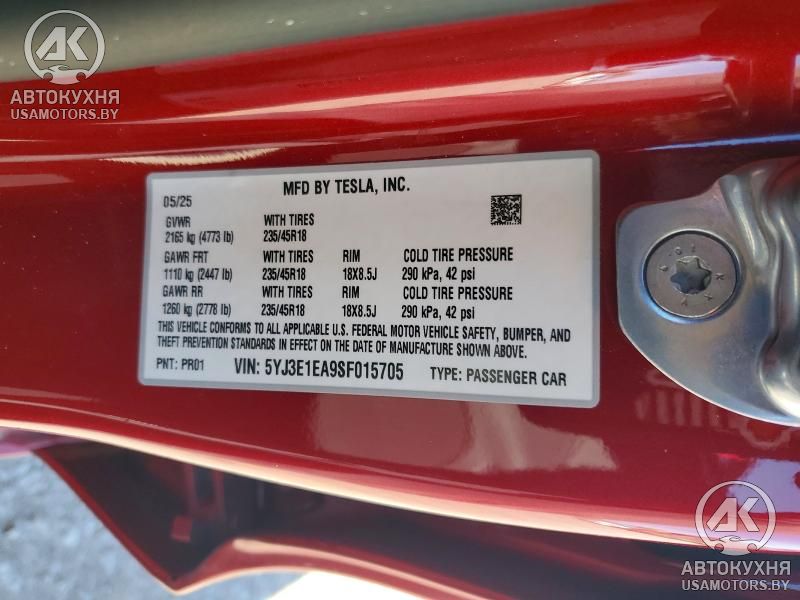 AK
АВТОКУХНЯ
USAMOTORS.BY
MFD BY TESLA, INC.
05/25
GVWR WITH TIRES
2165 kg (4773 lb) 235/45R18
GAWR FRT WITH TIRES RIM COLD TIRE PRESSURE
1110 kg (2447 lb) 235/45R18 18X8.5J 290 kPa, 42 psi
GAWR RR WITH TIRES RIM COLD TIRE PRESSURE
1260 kg (2778 lb) 235/45R18 18X8.5J 290 kPa, 42 psi
THIS VEHICLE CONFORMS TO ALL APPLICABLE U.S. FEDERAL MOTOR VEHICLE SAFETY, BUMPER, AND
THEFT PREVENTION STANDARDS IN EFFECT ON THE DATE OF MANUFACTURE SHOWN ABOVE.
PNT: PR01 VIN: 5YJ3E1EA9SF015705 TYPE: PASSENGER CAR
AK
АВТОКУХНЯ
USAMOTORS.BY